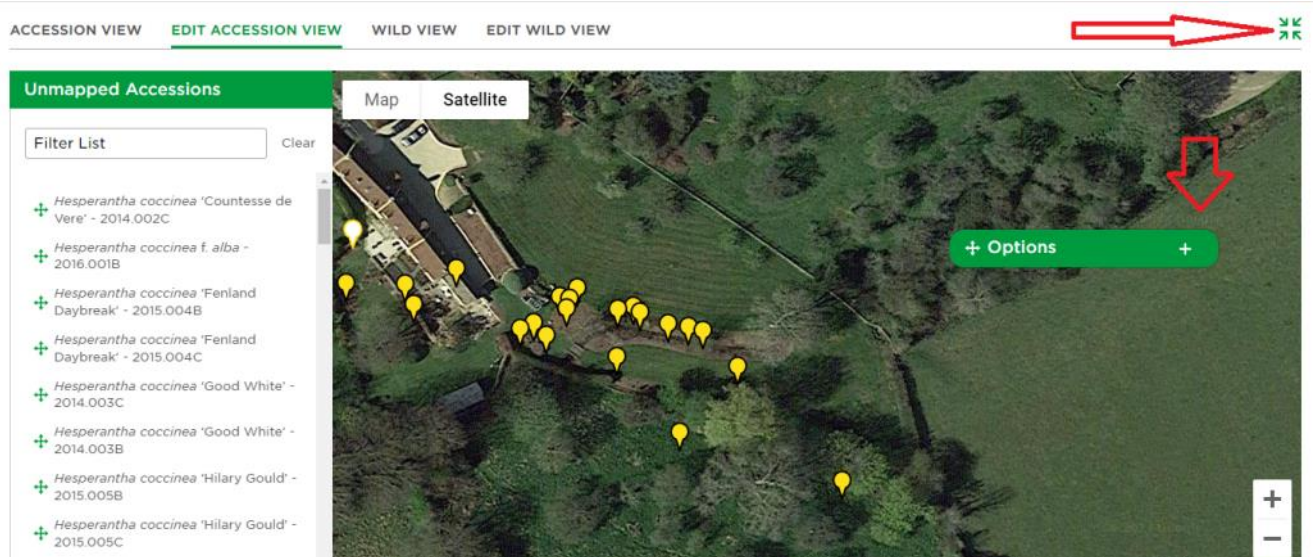 ACCESSION VIEW EDIT ACCESSION VIEW WILD VIEW EDIT WILD VIEW
Unmapped Accessions
Map Satellite
Filter List Clear
Hesperantha coccinea 'Countesse de
Vere' - 2014.002C
Hesperantha coccinea f. alba -
2016.001B
Options +
Hesperantha coccinea 'Fenland
Daybreak' - 2015.004B
Hesperantha coccinea 'Fenland
Daybreak' - 2015.004C
Hesperantha coccinea 'Good White' -
2014.003C
Hesperantha coccinea 'Good White' -
2014.003B
Hesperantha coccinea 'Hilary Gould' -
2015.005B
Hesperantha coccinea 'Hilary Gould' -
2015.005C
+
−